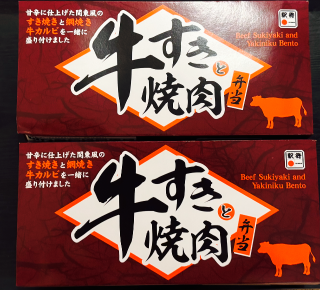 甘辛に仕上げた関東風の
すき焼きと網焼き
牛カルビを一緒に
盛り付けました
牛すきと焼肉
弁当
駅弁
Beef Sukiyaki and
Yakiniku Bento
甘辛に仕上げた関東風の
すき焼きと網焼き
牛カルビを一緒に
盛り付けました
牛すきと焼肉
弁当
駅弁
Beef Sukiyaki and
Yakiniku Bento